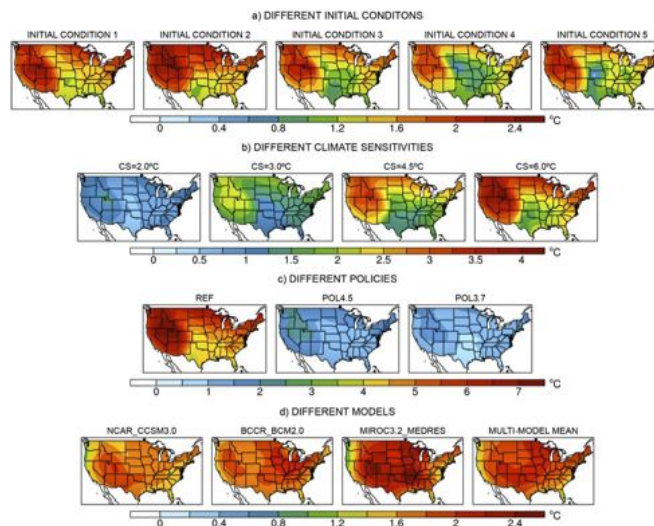 a) DIFFERENT INITIAL CONDITONS
INITIAL CONDITION 1 INITIAL CONDITION 2 INITIAL CONDITION 3 INITIAL CONDITION 4 INITIAL CONDITION 5
0 0.4 0.8 1.2 1.6 2 2.4 °C
b) DIFFERENT CLIMATE SENSITIVITIES
CS=2.0ºC CS=3.0ºC CS=4.5ºC CS=6.0ºC
0 0.5 1 1.5 2 2.5 3 3.5 4 °C
c) DIFFERENT POLICIES
REF POL4.5 POL3.7
0 1 2 3 4 5 6 7 °C
d) DIFFERENT MODELS
NCAR_CCSM3.0 BCCR_BCM2.0 MIROC3.2_MEDRES MULTI-MODEL MEAN
0 0.4 0.8 1.2 1.6 2 2.4 °C